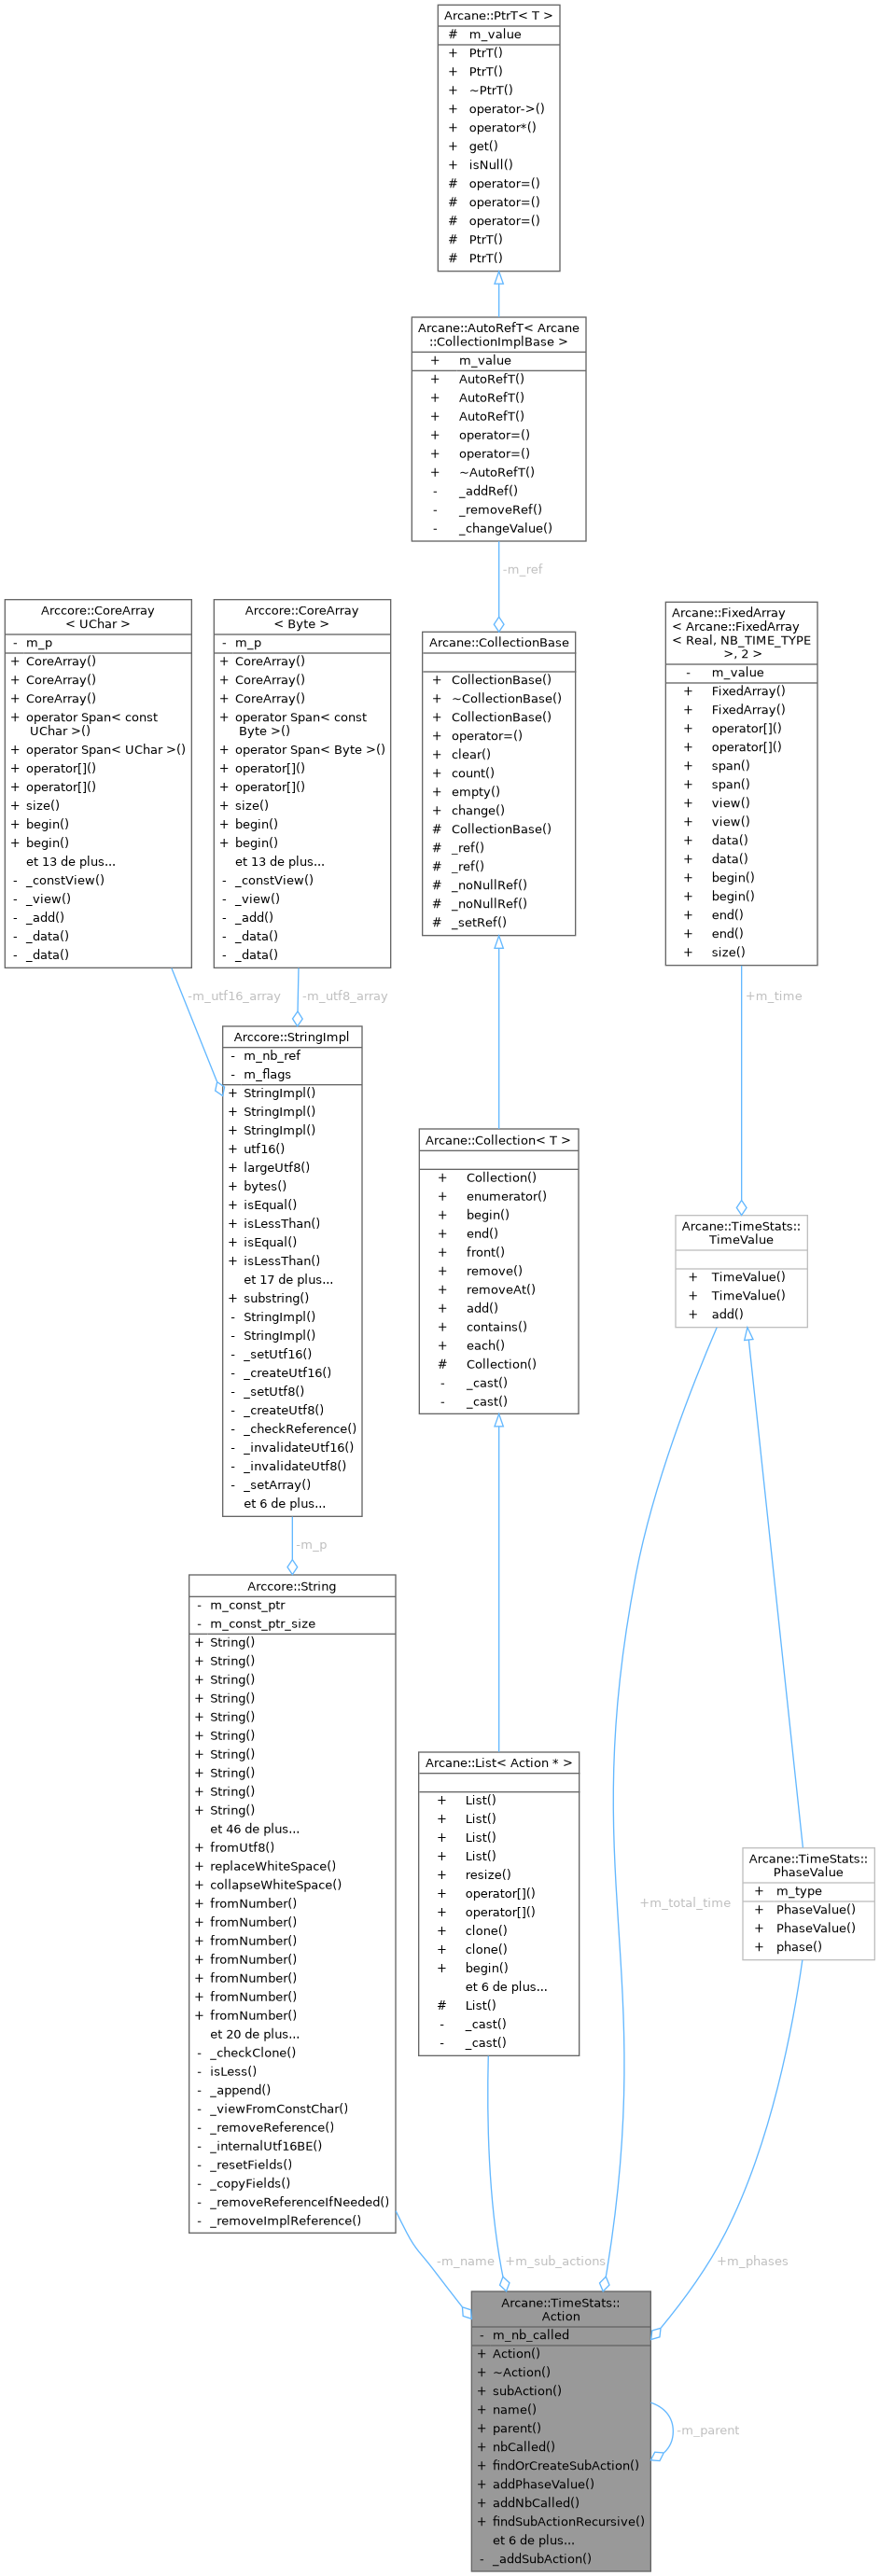 Arcane::PtrT< T >
# m_value
+ PtrT()
+ PtrT()
+ ~PtrT()
+ operator->()
+ operator*()
+ get()
+ isNull()
# operator=()
# operator=()
# operator=()
# PtrT()
# PtrT()
Arcane::AutoRefT< Arcane
::CollectionImplBase >
+ m_value
+ AutoRefT()
+ AutoRefT()
+ AutoRefT()
+ operator=()
+ operator=()
+ ~AutoRefT()
- _addRef()
- _removeRef()
- _changeValue()
-m_ref
Arccore::CoreArray
< UChar >
- m_p
+ CoreArray()
+ CoreArray()
+ CoreArray()
+ operator Span< const
UChar >()
+ operator Span< UChar >()
+ operator[]()
+ operator[]()
+ size()
+ begin()
+ begin()
et 13 de plus...
- _constView()
- _view()
- _add()
- _data()
- _data()
Arccore::CoreArray
< Byte >
- m_p
+ CoreArray()
+ CoreArray()
+ CoreArray()
+ operator Span< const
Byte >()
+ operator Span< Byte >()
+ operator[]()
+ operator[]()
+ size()
+ begin()
+ begin()
et 13 de plus...
- _constView()
- _view()
- _add()
- _data()
- _data()
Arcane::CollectionBase
+ CollectionBase()
+ ~CollectionBase()
+ CollectionBase()
+ operator=()
+ clear()
+ count()
+ empty()
+ change()
# CollectionBase()
# _ref()
# _ref()
# _noNullRef()
# _noNullRef()
# _setRef()
Arcane::FixedArray
< Arcane::FixedArray
< Real, NB_TIME_TYPE
>, 2 >
- m_value
+ FixedArray()
+ FixedArray()
+ operator[]()
+ operator[]()
+ span()
+ span()
+ view()
+ view()
+ data()
+ data()
+ begin()
+ begin()
+ end()
+ end()
+ size()
-m_utf16_array
-m_utf8_array
+m_time
Arccore::StringImpl
- m_nb_ref
- m_flags
+ StringImpl()
+ StringImpl()
+ StringImpl()
+ utf16()
+ largeUtf8()
+ bytes()
+ isEqual()
+ isLessThan()
+ isEqual()
+ isLessThan()
et 17 de plus...
+ substring()
- StringImpl()
- StringImpl()
- _setUtf16()
- _createUtf16()
- _setUtf8()
- _createUtf8()
- _checkReference()
- _invalidateUtf16()
- _invalidateUtf8()
- _setArray()
et 6 de plus...
Arcane::Collection< T >
+ Collection()
+ enumerator()
+ begin()
+ end()
+ front()
+ remove()
+ removeAt()
+ add()
+ contains()
+ each()
# Collection()
- _cast()
- _cast()
Arcane::TimeStats::
TimeValue
+ TimeValue()
+ TimeValue()
+ add()
-m_p
Arccore::String
- m_const_ptr
- m_const_ptr_size
+ String()
+ String()
+ String()
+ String()
+ String()
+ String()
+ String()
+ String()
+ String()
+ String()
et 46 de plus...
+ fromUtf8()
+ replaceWhiteSpace()
+ collapseWhiteSpace()
+ fromNumber()
+ fromNumber()
+ fromNumber()
+ fromNumber()
+ fromNumber()
+ fromNumber()
+ fromNumber()
et 20 de plus...
- _checkClone()
- isLess()
- _append()
- _viewFromConstChar()
- _removeReference()
- _internalUtf16BE()
- _resetFields()
- _copyFields()
- _removeReferenceIfNeeded()
- _removeImplReference()
Arcane::List< Action * >
+ List()
+ List()
+ List()
+ List()
+ resize()
+ operator[]()
+ operator[]()
+ clone()
+ clone()
+ begin()
et 6 de plus...
# List()
- _cast()
- _cast()
+m_total_time
Arcane::TimeStats::
PhaseValue
+ m_type
+ PhaseValue()
+ PhaseValue()
+ phase()
-m_name
+m_sub_actions
+m_phases
Arcane::TimeStats::
Action
- m_nb_called
+ Action()
+ ~Action()
+ subAction()
+ name()
+ parent()
+ nbCalled()
+ findOrCreateSubAction()
+ addPhaseValue()
+ addNbCalled()
+ findSubActionRecursive()
et 6 de plus...
- _addSubAction()
-m_parent